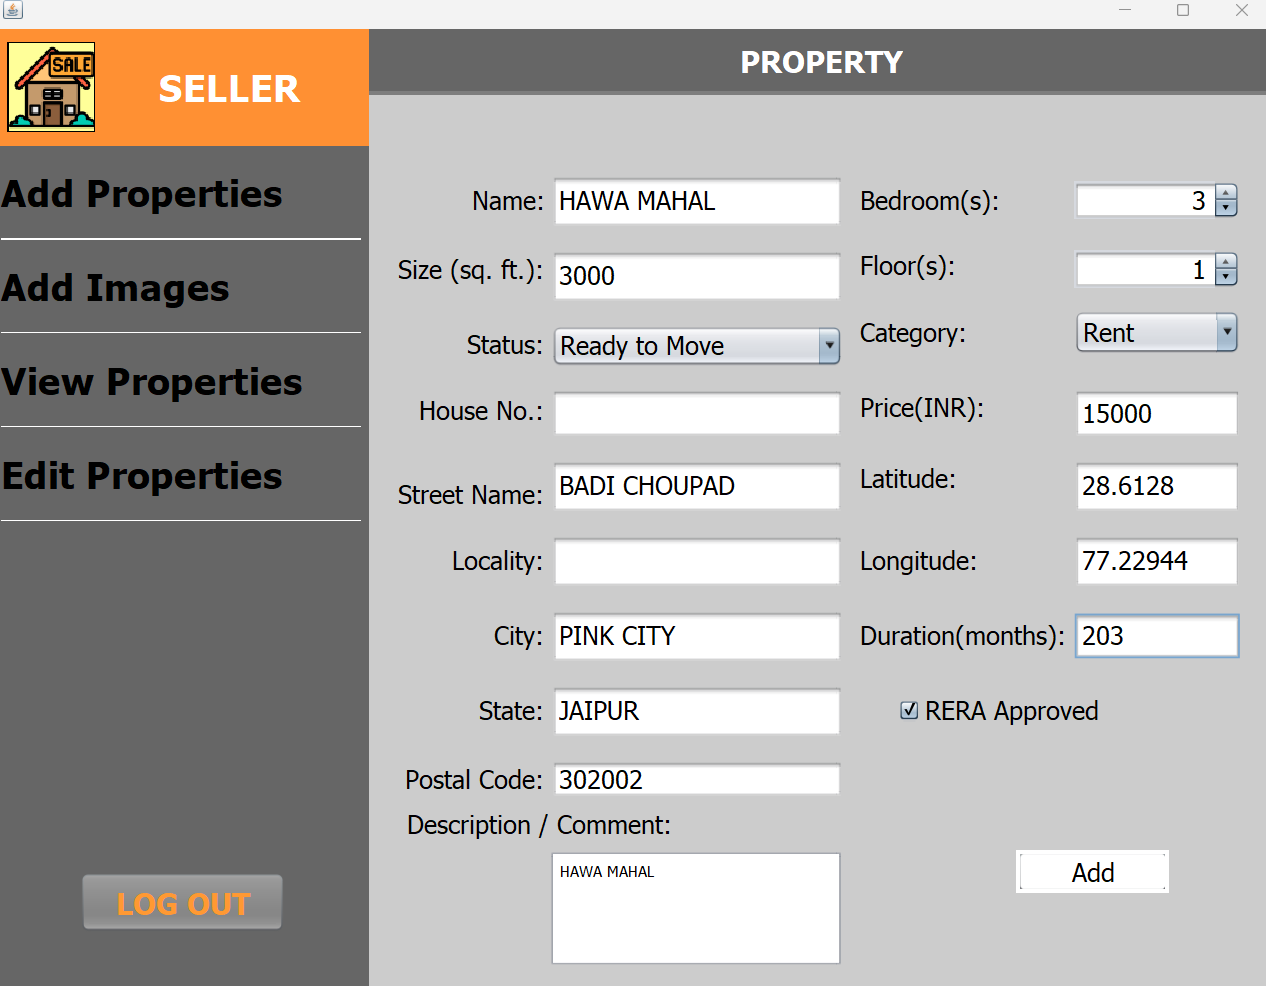 SALE
SELLER
PROPERTY
Add Properties
Add Images
View Properties
Edit Properties
LOG OUT
Name: HAWA MAHAL Bedroom(s): 3
Size (sq. ft.): 3000 Floor(s): 1
Status: Ready to Move Category: Rent
House No.: Price(INR): 15000
Street Name: BADI CHOUPAD Latitude: 28.6128
Locality: Longitude: 77.22944
City: PINK CITY Duration(months): 203
State: JAIPUR RERA Approved
Postal Code: 302002
Description / Comment:
HAWA MAHAL
Add